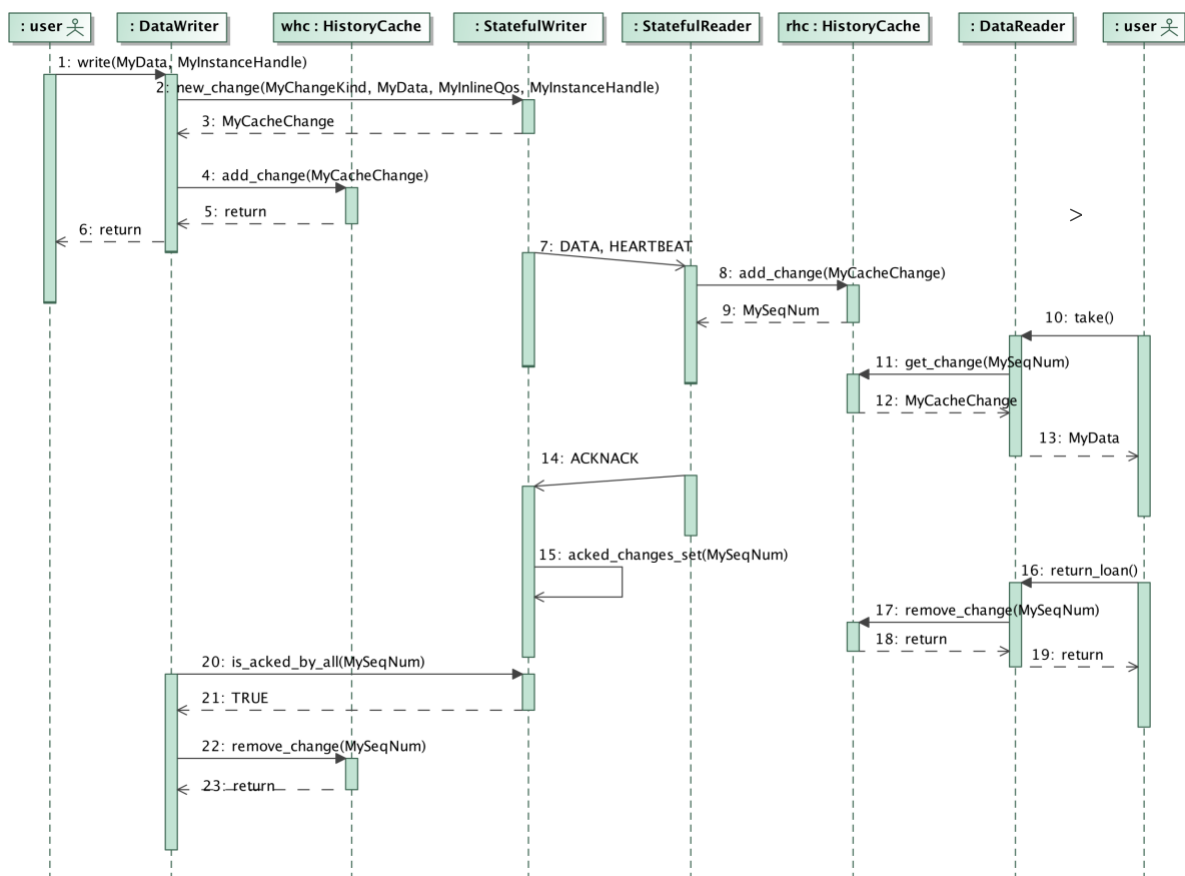 : user
: DataWriter
whc : HistoryCache
: StatefulWriter
: StatefulReader
rhc : HistoryCache
: DataReader
: user
1: write(MyData, MyInstanceHandle)
2: new_change(MyChangeKind, MyData, MyInlineQos, MyInstanceHandle)
3: MyCacheChange
4: add_change(MyCacheChange)
5: return
6: return
>
7: DATA, HEARTBEAT
8: add_change(MyCacheChange)
9: MySeqNum
10: take()
11: get_change(MySeqNum)
12: MyCacheChange
13: MyData
14: ACKNACK
15: acked_changes_set(MySeqNum)
16: return_loan()
17: remove_change(MySeqNum)
18: return
19: return
20: is_acked_by_all(MySeqNum)
21: TRUE
22: remove_change(MySeqNum)
23: return